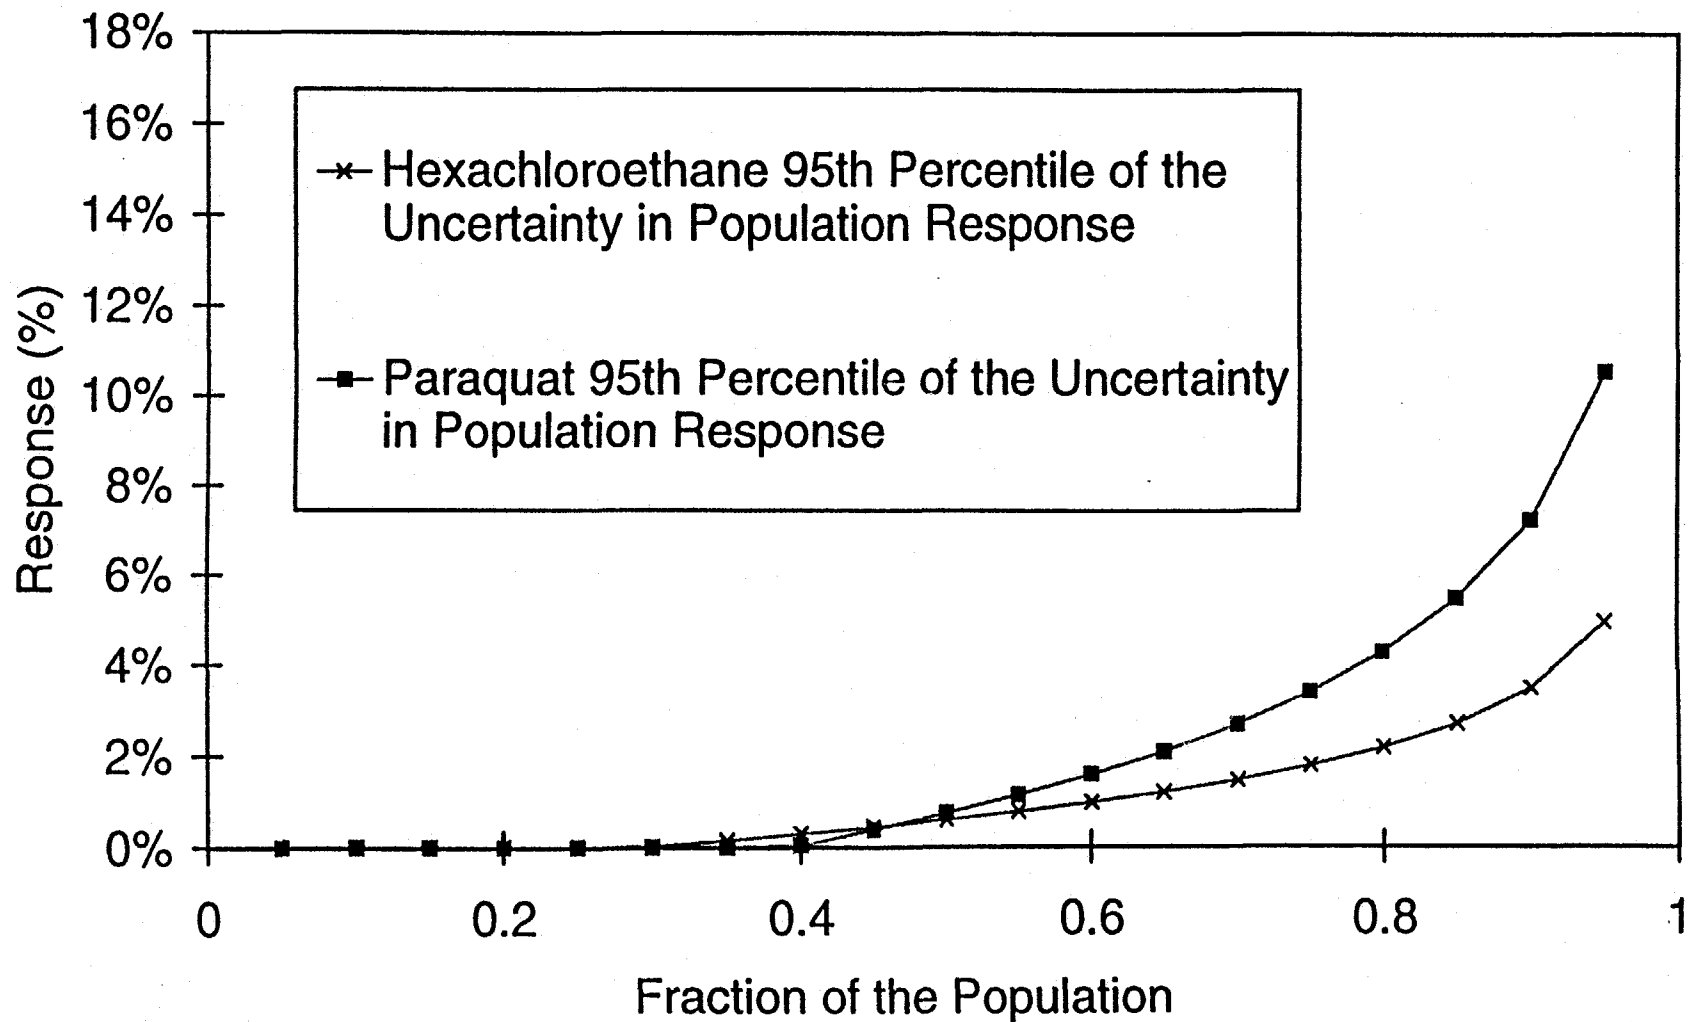 18%
16%
14%
12%
10%
8%
6%
4%
2%
0%
Response (%)
Hexachloroethane 95th Percentile of the
Uncertainty in Population Response
Paraquat 95th Percentile of the Uncertainty
in Population Response
0 0.2 0.4 0.6 0.8 1
Fraction of the Population